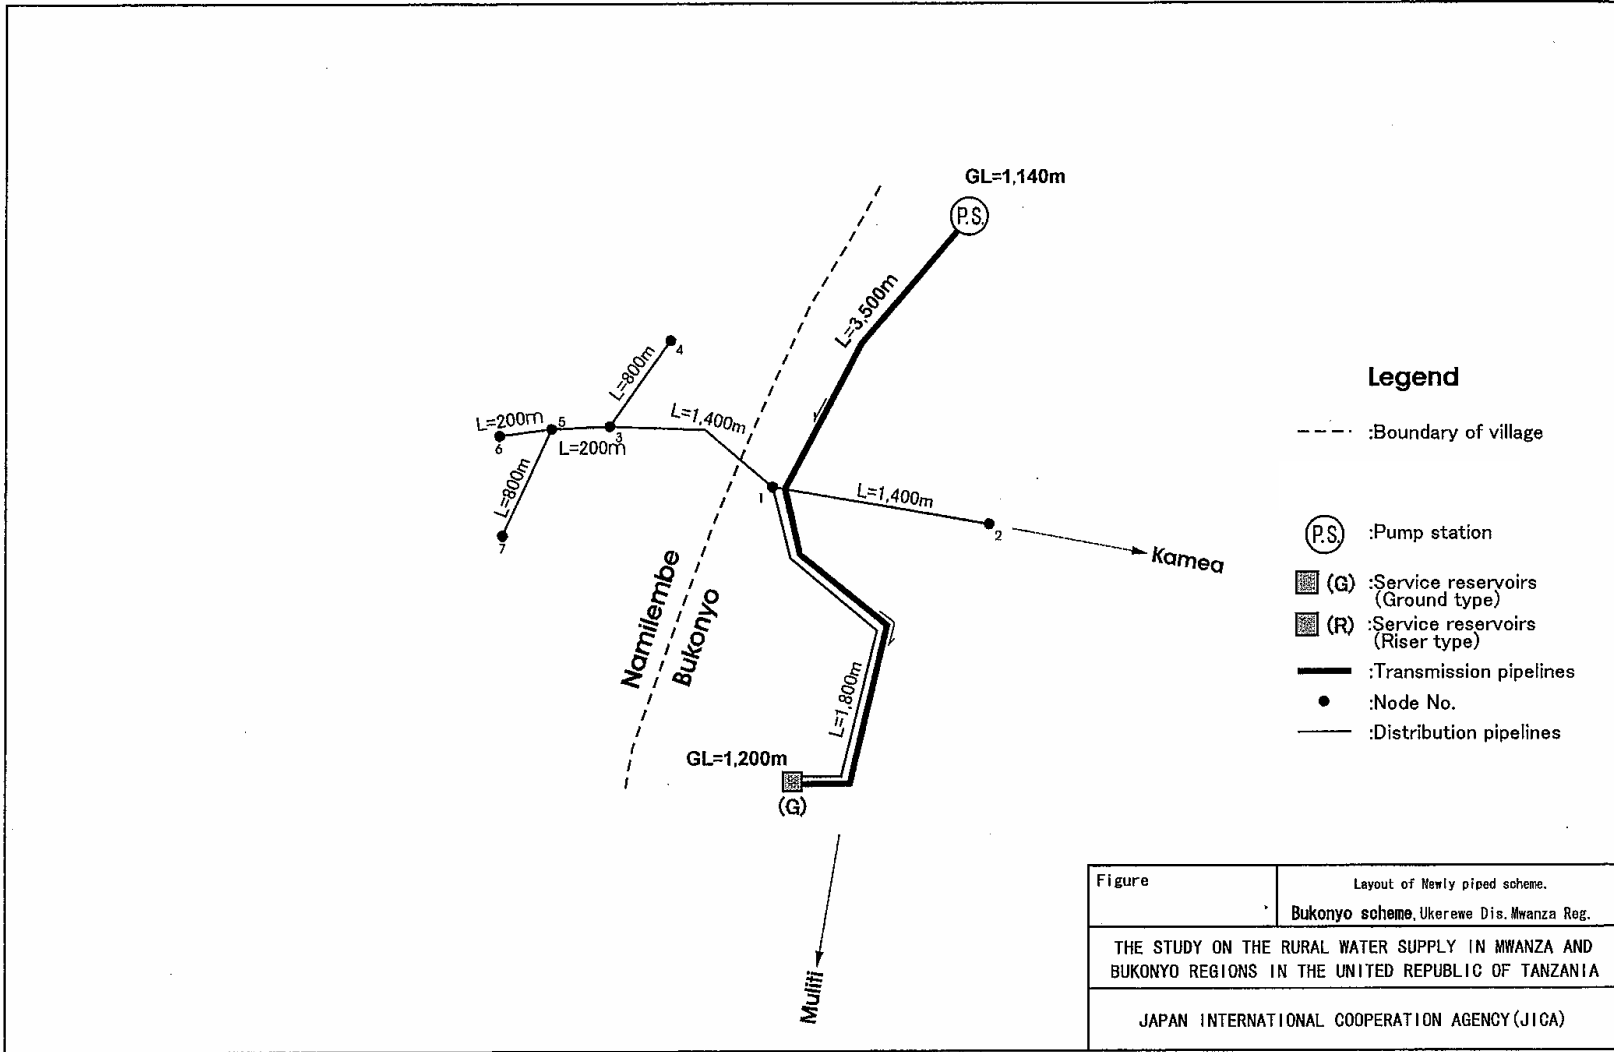 GL=1,140m
P.S.
L=3,500m
4
L=800m
L=1,400m
L=200m
5
3
6
L=200m
L=800m
7
1
L=1,400m
2
Kamea
Namilembe
Bukonyo
L=1,800m
GL=1,200m
(G)
Muliti
Legend
:Boundary of village
P.S. :Pump station
(G) :Service reservoirs
(Ground type)
(R) :Service reservoirs
(Riser type)
:Transmission pipelines
:Node No.
:Distribution pipelines
Figure
Layout of Newly piped scheme.
Bukonyo scheme, Ukerewe Dis. Mwanza Reg.
THE STUDY ON THE RURAL WATER SUPPLY IN MWANZA AND
BUKONYO REGIONS IN THE UNITED REPUBLIC OF TANZANIA
JAPAN INTERNATIONAL COOPERATION AGENCY(JICA)